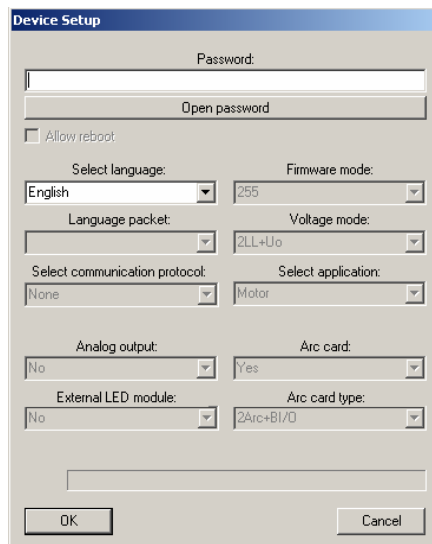 Device Setup
Password:
Open password
Allow reboot
Select language: Firmware mode:
English 255
Language packet: Voltage mode:
2LL+Uo
Select communication protocol: Select application:
None Motor
Analog output: Arc card:
No Yes
External LED module: Arc card type:
No 2Arc+BI/O
OK Cancel